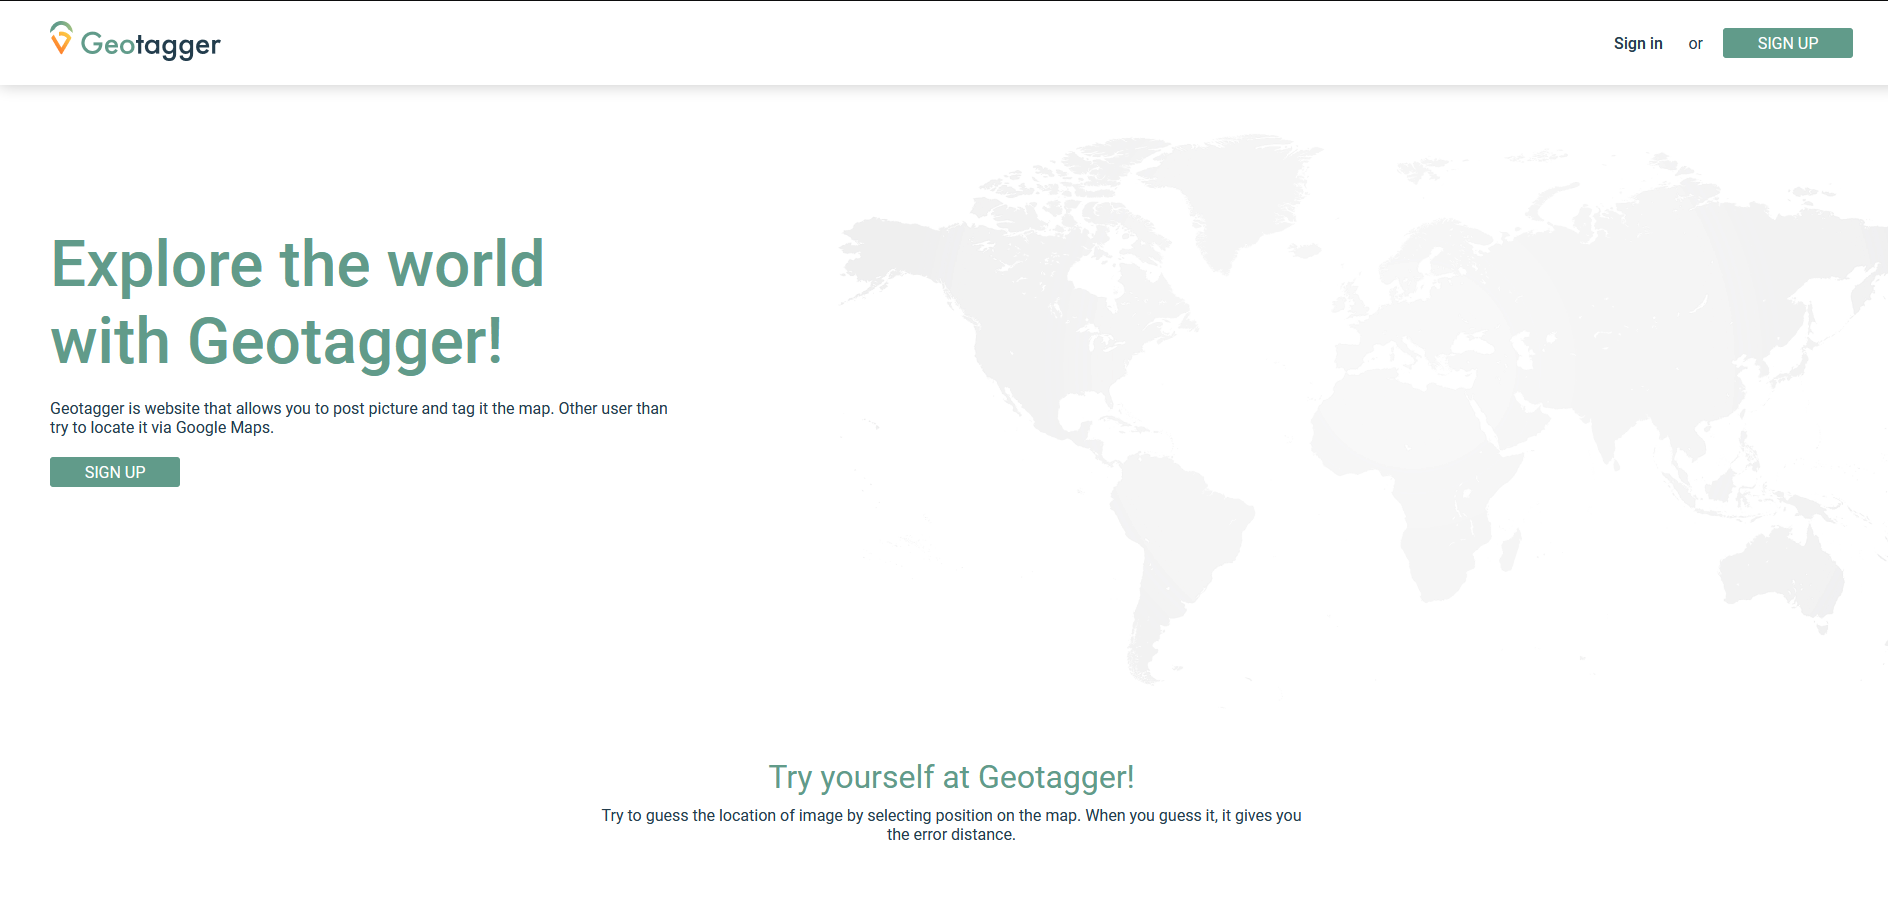 Geotagger
Sign in or SIGN UP
Explore the world
with Geotagger!
Geotagger is website that allows you to post picture and tag it the map. Other user than
try to locate it via Google Maps.
SIGN UP
Try yourself at Geotagger!
Try to guess the location of image by selecting position on the map. When you guess it, it gives you
the error distance.